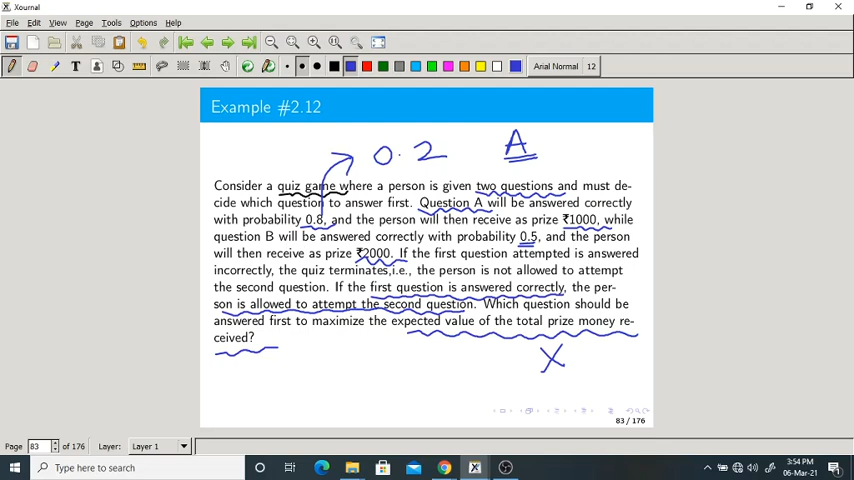 Xournal
File Edit View Page Tools Options Help
T Arial Normal 12
Example #2.12
0.2 A
Consider a quiz game where a person is given two questions and must de-
cide which question to answer first. Question A will be answered correctly
with probability 0.8, and the person will then receive as prize ₹1000, while
question B will be answered correctly with probability 0.5, and the person
will then receive as prize ₹2000. If the first question attempted is answered
incorrectly, the quiz terminates,i.e., the person is not allowed to attempt
the second question. If the first question is answered correctly, the per-
son is allowed to attempt the second question. Which question should be
answered first to maximize the expected value of the total prize money re-
ceived?
X
83 / 176
Page 83 of 176 Layer: Layer 1
Type here to search
3:54 PM
06-Mar-21